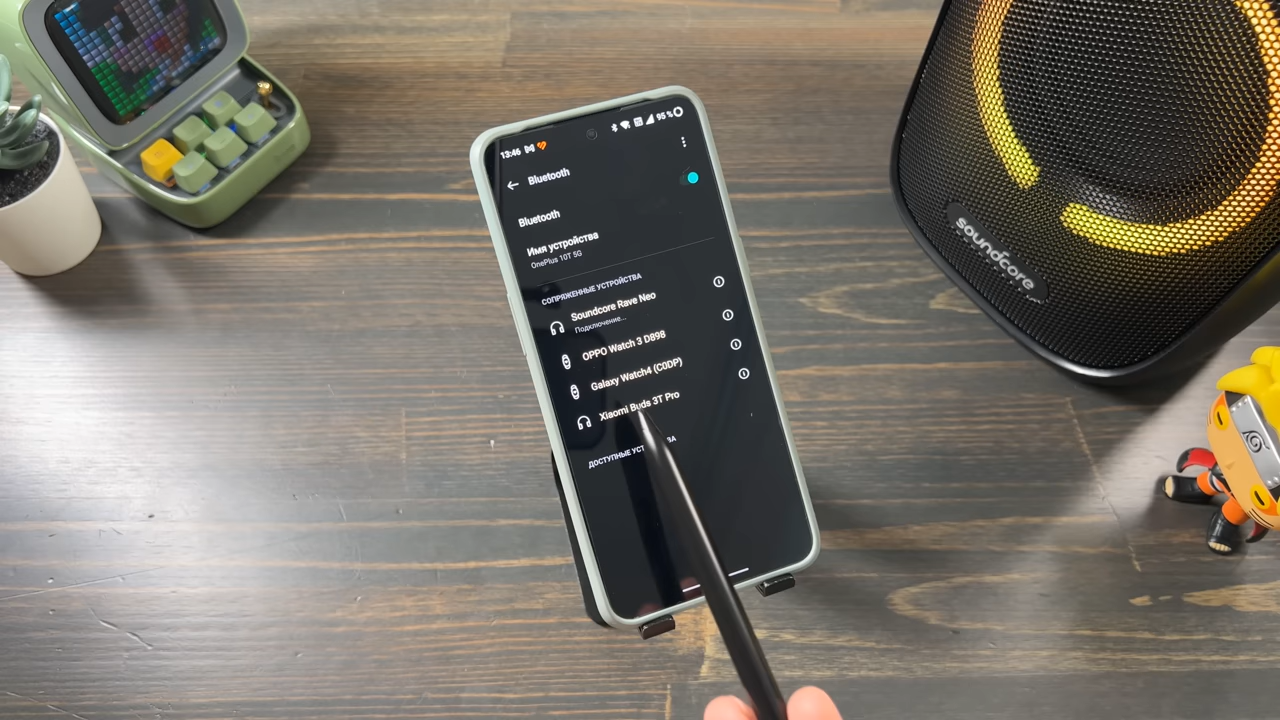 13:46
95 %
Bluetooth
Bluetooth
Имя устройства
OnePlus 10T 5G
СОПРЯЖЕННЫЕ УСТРОЙСТВА
Soundcore Rave Neo
Подключение...
OPPO Watch 3 D898
Galaxy Watch4 (C0DP)
Xiaomi Buds 3T Pro
ДОСТУПНЫЕ
soundcore